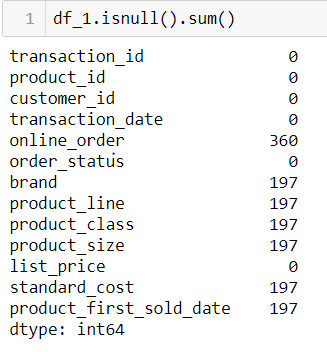 1 df_1.isnull().sum()
transaction_id 0
product_id 0
customer_id 0
transaction_date 0
online_order 360
order_status 0
brand 197
product_line 197
product_class 197
product_size 197
list_price 0
standard_cost 197
product_first_sold_date 197
dtype: int64